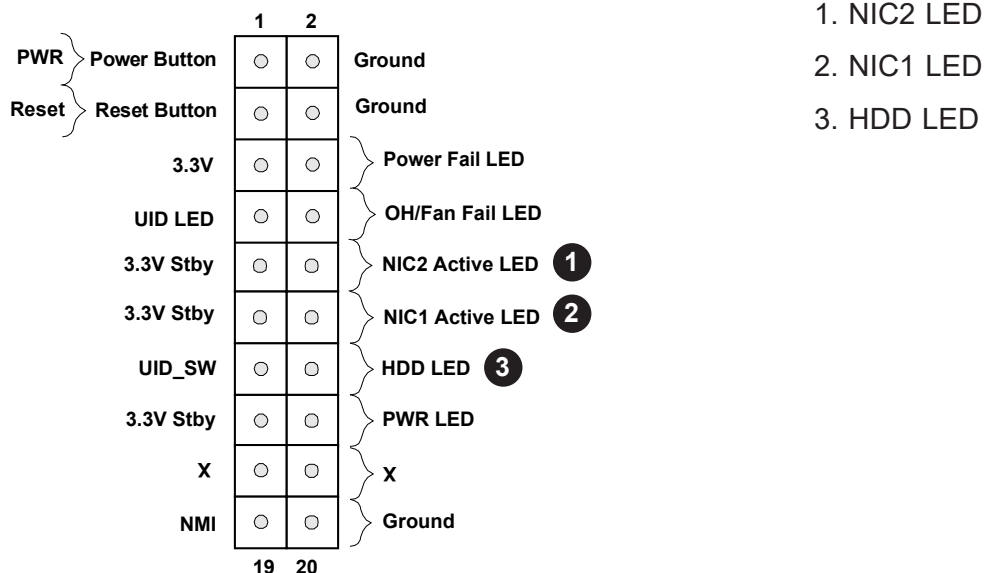 1 2
PWR Power Button Ground
Reset Reset Button Ground
3.3V Power Fail LED
UID LED OH/Fan Fail LED
3.3V Stby NIC2 Active LED 1
3.3V Stby NIC1 Active LED 2
UID_SW HDD LED 3
3.3V Stby PWR LED
X X
NMI Ground
19 20
1. NIC2 LED
2. NIC1 LED
3. HDD LED